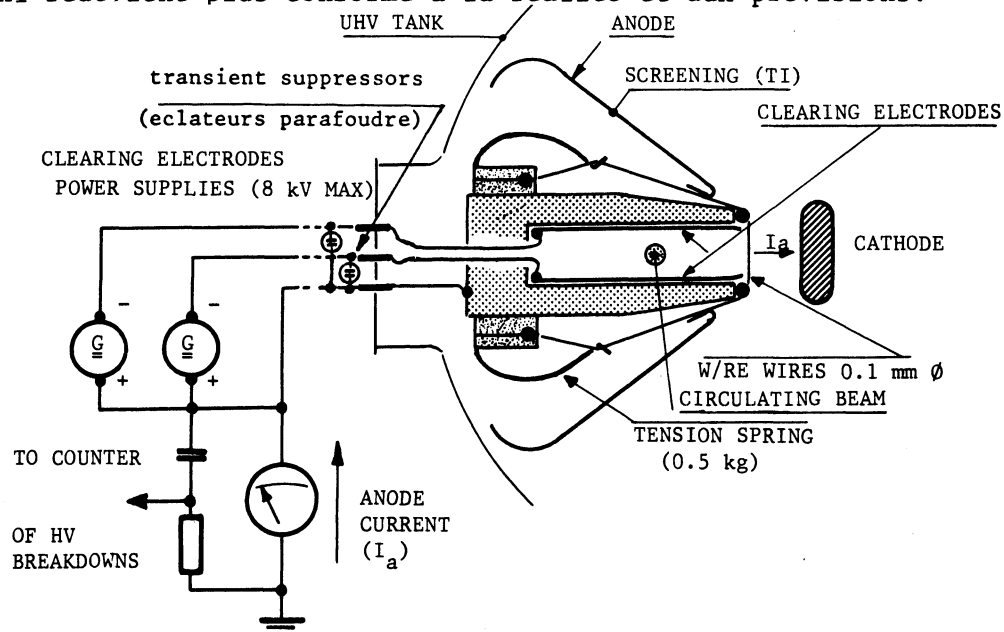 UHV TANK
ANODE
transient suppressors
(eclateurs parafoudre)
SCREENING (TI)
CLEARING ELECTRODES
CLEARING ELECTRODES
POWER SUPPLIES (8 kV MAX)
Ia
CATHODE
-
-
G
=
G
=
+
+
W/RE WIRES 0.1 mm Ø
CIRCULATING BEAM
TENSION SPRING
(0.5 kg)
TO COUNTER
OF HV
BREAKDOWNS
ANODE
CURRENT
(Ia)